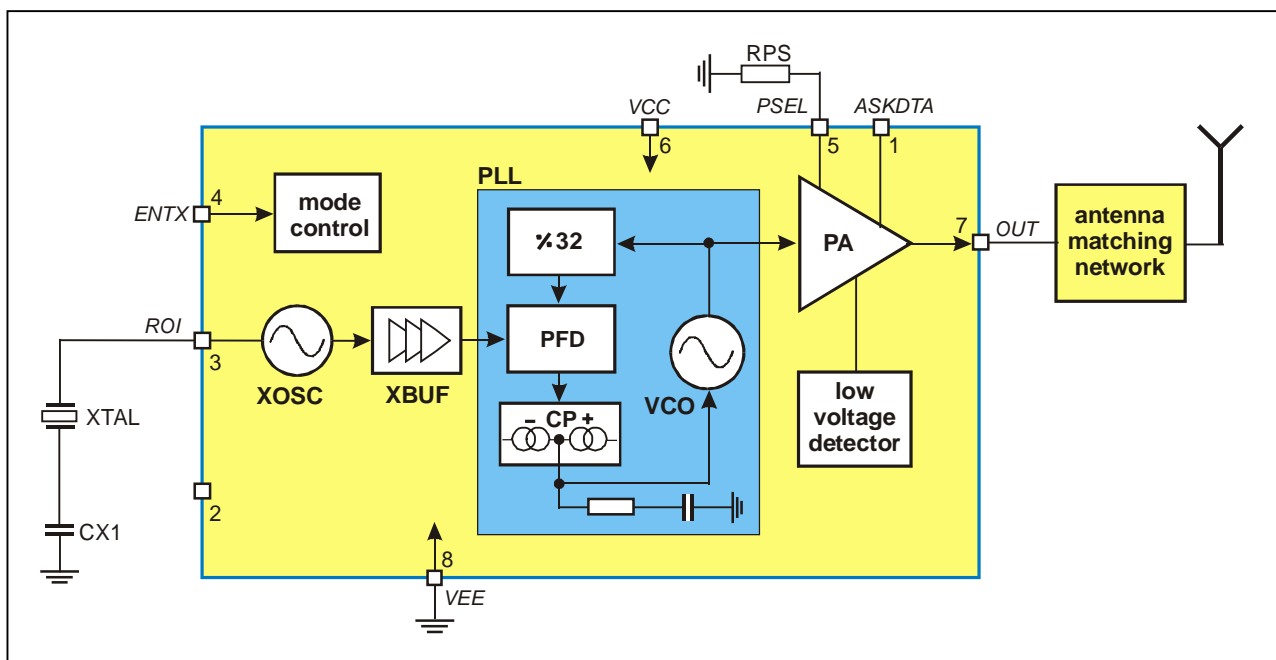 RPS
VCC
PSEL
ASKDTA
6
5
1
PLL
ENTX
4
mode
control
٪32
PA
7
OUT
antenna
matching
network
ROI
3
XOSC
XBUF
PFD
VCO
low
voltage
detector
- CP +
XTAL
2
CX1
8
VEE